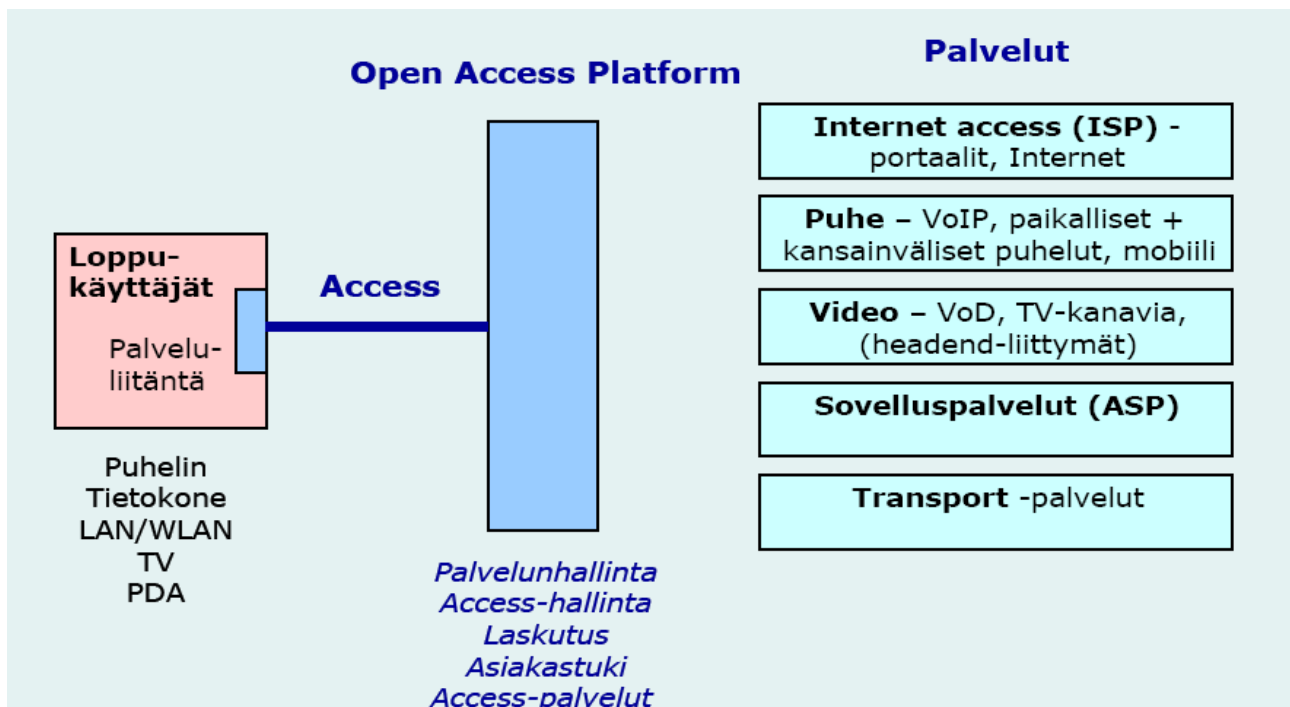 Open Access Platform
Palvelut
Loppu-
käyttäjät
Palvelu-
liitäntä
Puhelin
Tietokone
LAN/WLAN
TV
PDA
Access
Palvelunhallinta
Access-hallinta
Laskutus
Asiakastuki
Access-palvelut
Internet access (ISP) -
portaalit, Internet
Puhe – VoIP, paikalliset +
kansainväliset puhelut, mobiili
Video – VoD, TV-kanavia,
(headend-liittymät)
Sovelluspalvelut (ASP)
Transport -palvelut